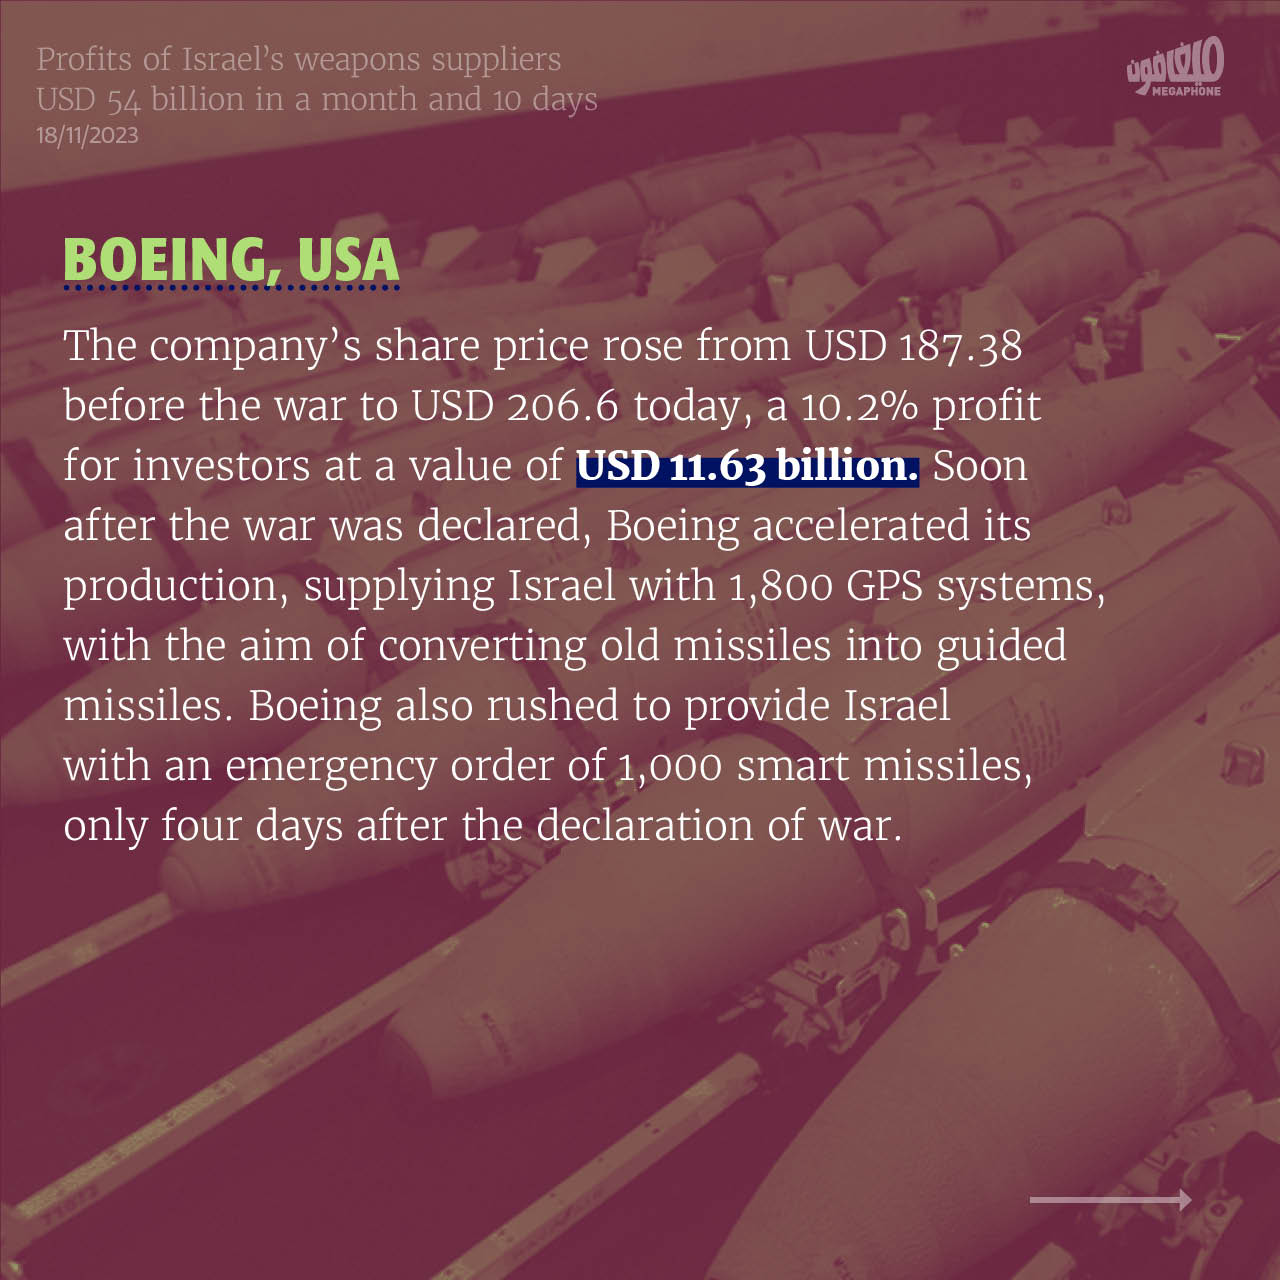 Profits of Israel’s weapons suppliers
USD 54 billion in a month and 10 days
18/11/2023
ميغافون
MEGAPHONE
BOEING, USA
The company’s share price rose from USD 187.38
before the war to USD 206.6 today, a 10.2% profit
for investors at a value of USD 11.63 billion. Soon
after the war was declared, Boeing accelerated its
production, supplying Israel with 1,800 GPS systems,
with the aim of converting old missiles into guided
missiles. Boeing also rushed to provide Israel
with an emergency order of 1,000 smart missiles,
only four days after the declaration of war.